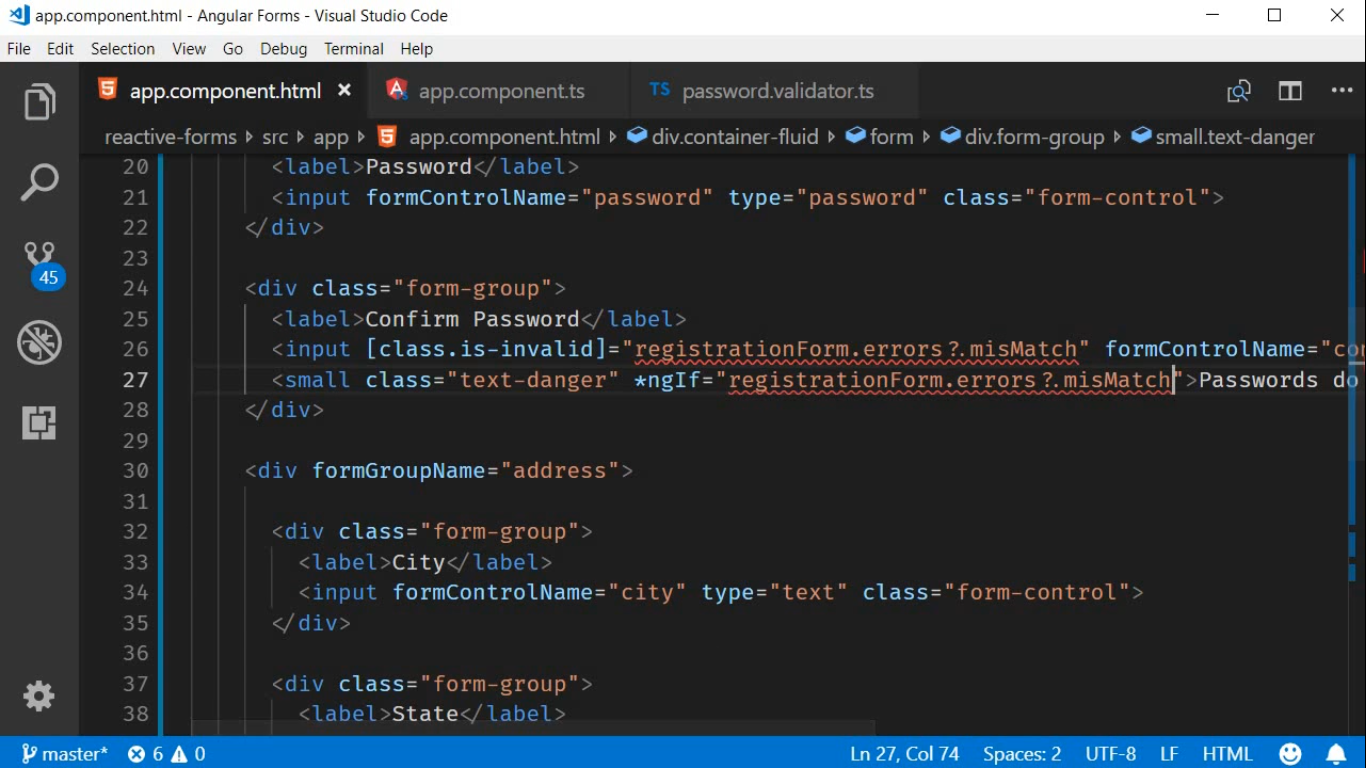 app.component.html - Angular Forms - Visual Studio Code
File Edit Selection View Go Debug Terminal Help
app.component.html × app.component.ts TS password.validator.ts
reactive-forms › src › app › app.component.html › div.container-fluid › form › div.form-group › small.text-danger
20 <label>Password</label>
21 <input formControlName="password" type="password" class="form-control">
22 </div>
23
24 <div class="form-group">
25 <label>Confirm Password</label>
26 <input [class.is-invalid]="registrationForm.errors?.misMatch" formControlName="con
27 <small class="text-danger" *ngIf="registrationForm.errors?.misMatch">Passwords do
28 </div>
29
30 <div formGroupName="address">
31
32 <div class="form-group">
33 <label>City</label>
34 <input formControlName="city" type="text" class="form-control">
35 </div>
36
37 <div class="form-group">
38 <label>State</label>
45
master* 6 0 Ln 27, Col 74 Spaces: 2 UTF-8 LF HTML